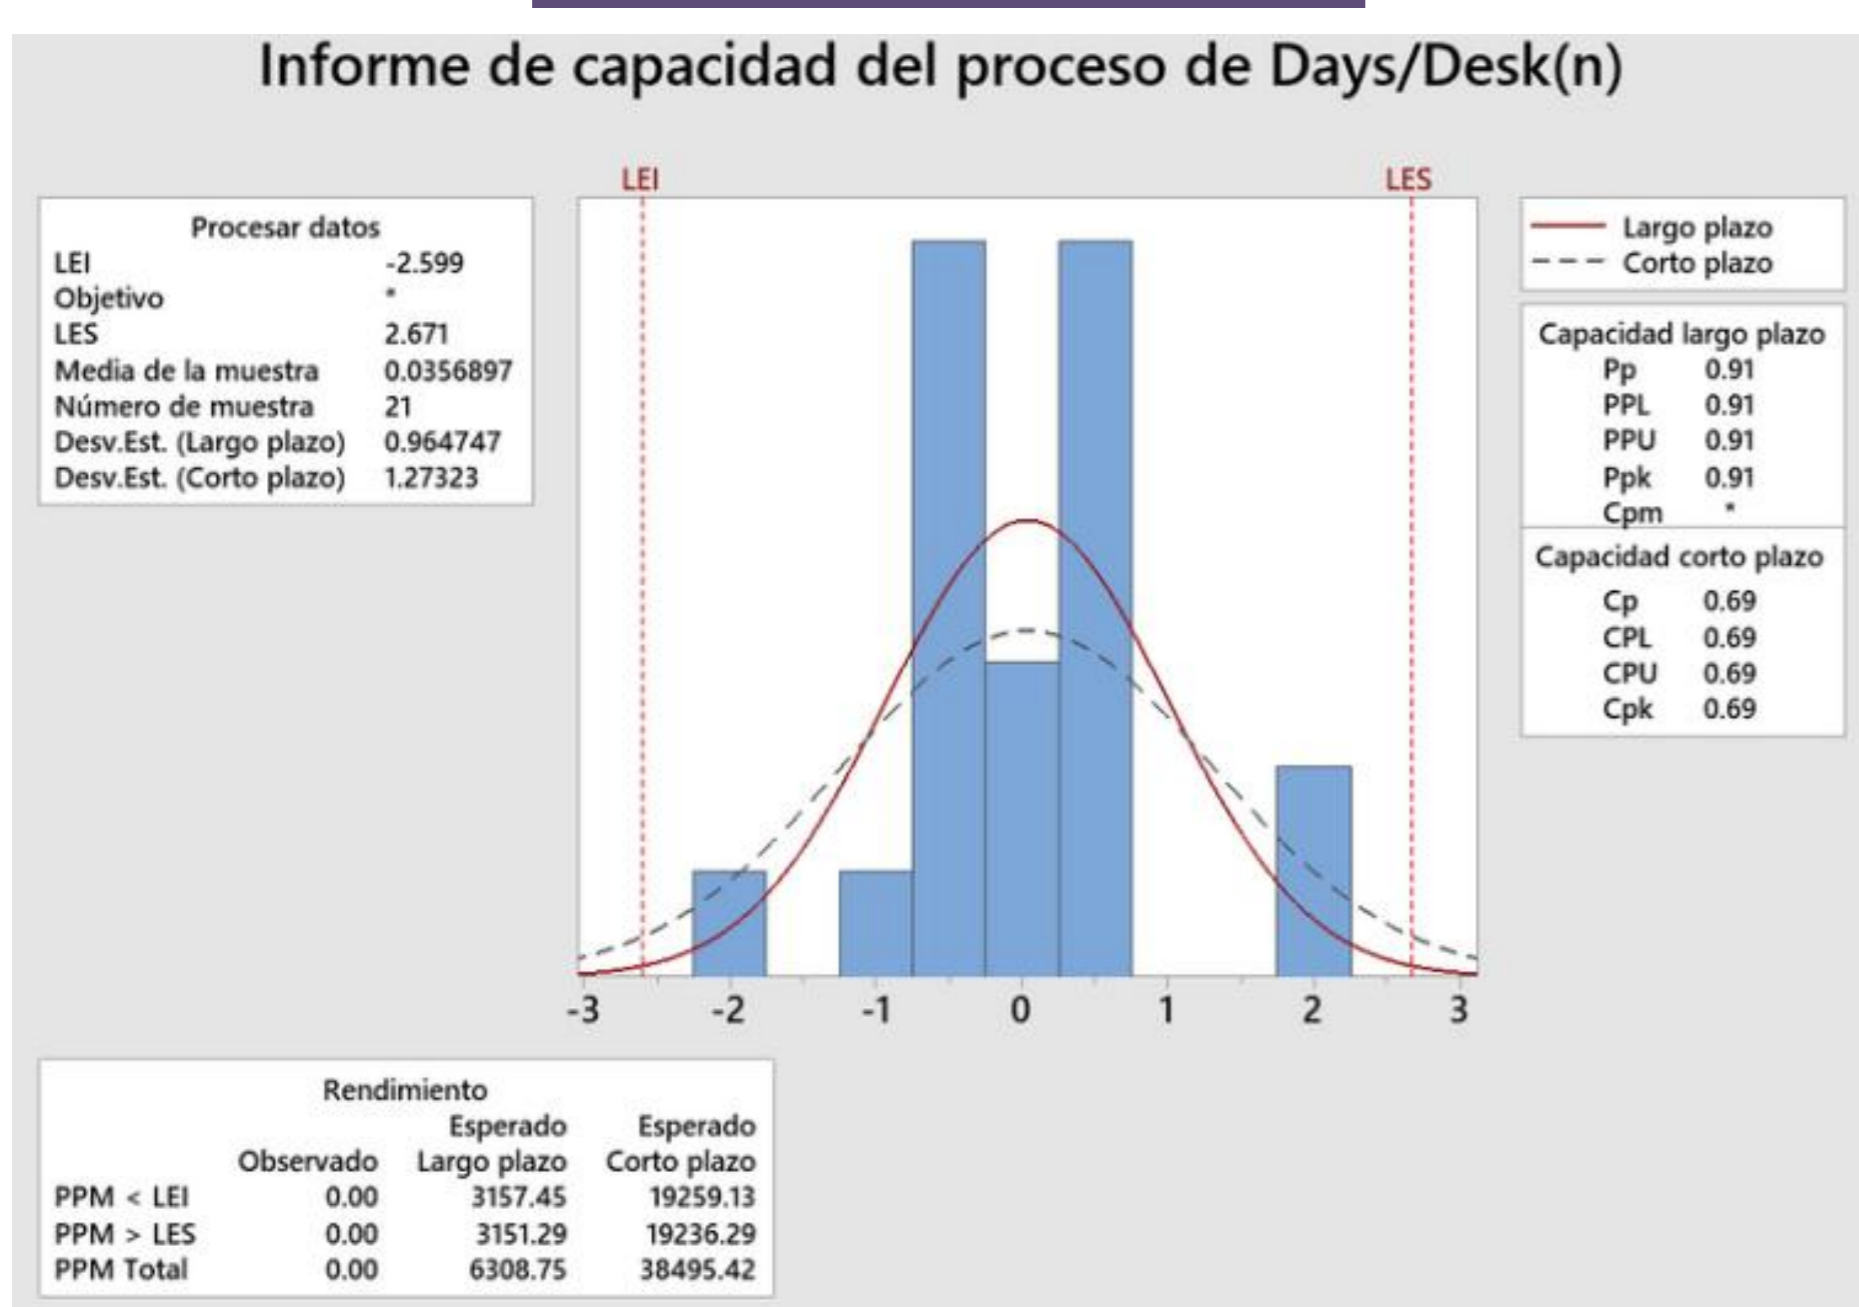 Informe de capacidad del proceso de Days/Desk(n)
LEI LES
Procesar datos
LEI -2.599
Objetivo *
LES 2.671
Media de la muestra 0.0356897
Número de muestra 21
Desv.Est. (Largo plazo) 0.964747
Desv.Est. (Corto plazo) 1.27323
Largo plazo
Corto plazo
Capacidad largo plazo
Pp 0.91
PPL 0.91
PPU 0.91
Ppk 0.91
Cpm *
Capacidad corto plazo
Cp 0.69
CPL 0.69
CPU 0.69
Cpk 0.69
-3 -2 -1 0 1 2 3
Rendimiento
Esperado Esperado
Observado Largo plazo Corto plazo
PPM < LEI 0.00 3157.45 19259.13
PPM > LES 0.00 3151.29 19236.29
PPM Total 0.00 6308.75 38495.42